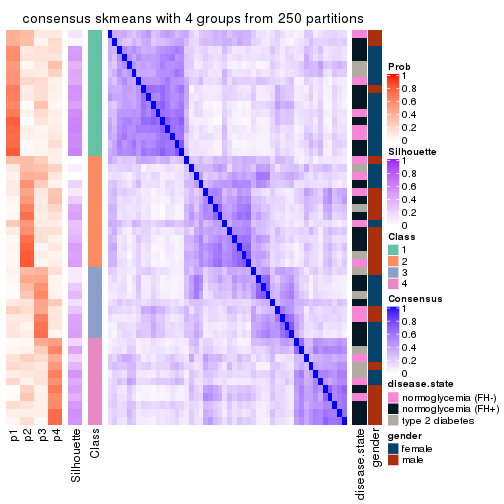 consensus skmeans with 4 groups from 250 partitions
Prob
1
0.8
0.6
0.4
0.2
0
Silhouette
1
0.8
0.6
0.4
0.2
0
Class
1
2
3
4
Consensus
1
0.8
0.6
0.4
0.2
0
disease.state
normoglycemia (FH-)
normoglycemia (FH+)
type 2 diabetes
gender
female
male
p1
p2
p3
p4
Silhouette
Class
disease.state
gender